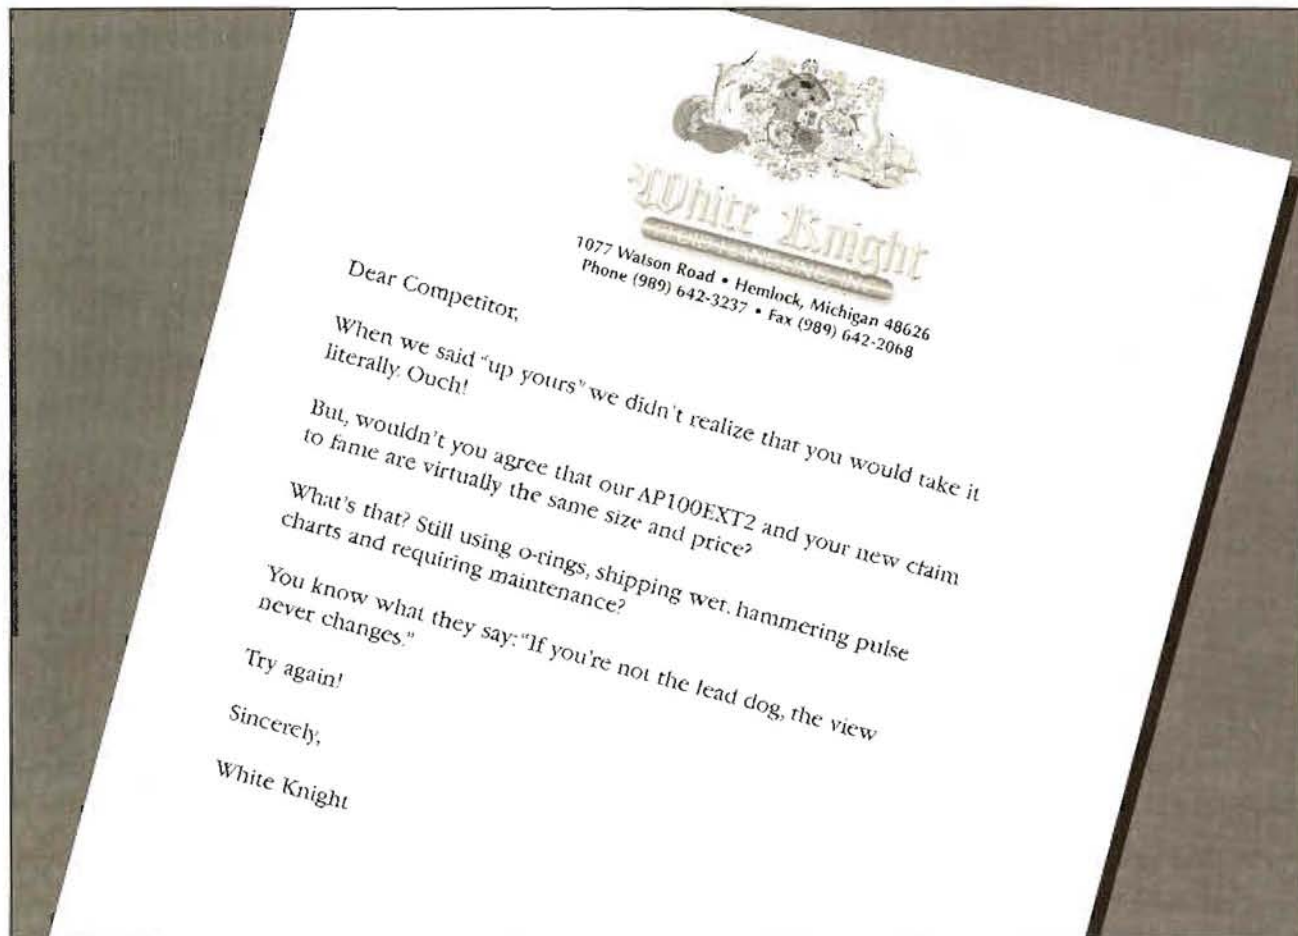 White Knight
1077 Watson Road • Hemlock, Michigan 48626
Phone (989) 642-3237 • Fax (989) 642-2068
Dear Competitor,
When we said "up yours" we didn't realize that you would take it
literally. Ouch!
But, wouldn't you agree that our AP100EXT2 and your new claim
to fame are virtually the same size and price?
What's that? Still using o-rings, shipping wet, hammering pulse
charts and requiring maintenance?
You know what they say: "If you're not the lead dog, the view
never changes."
Try again!
Sincerely,
White Knight